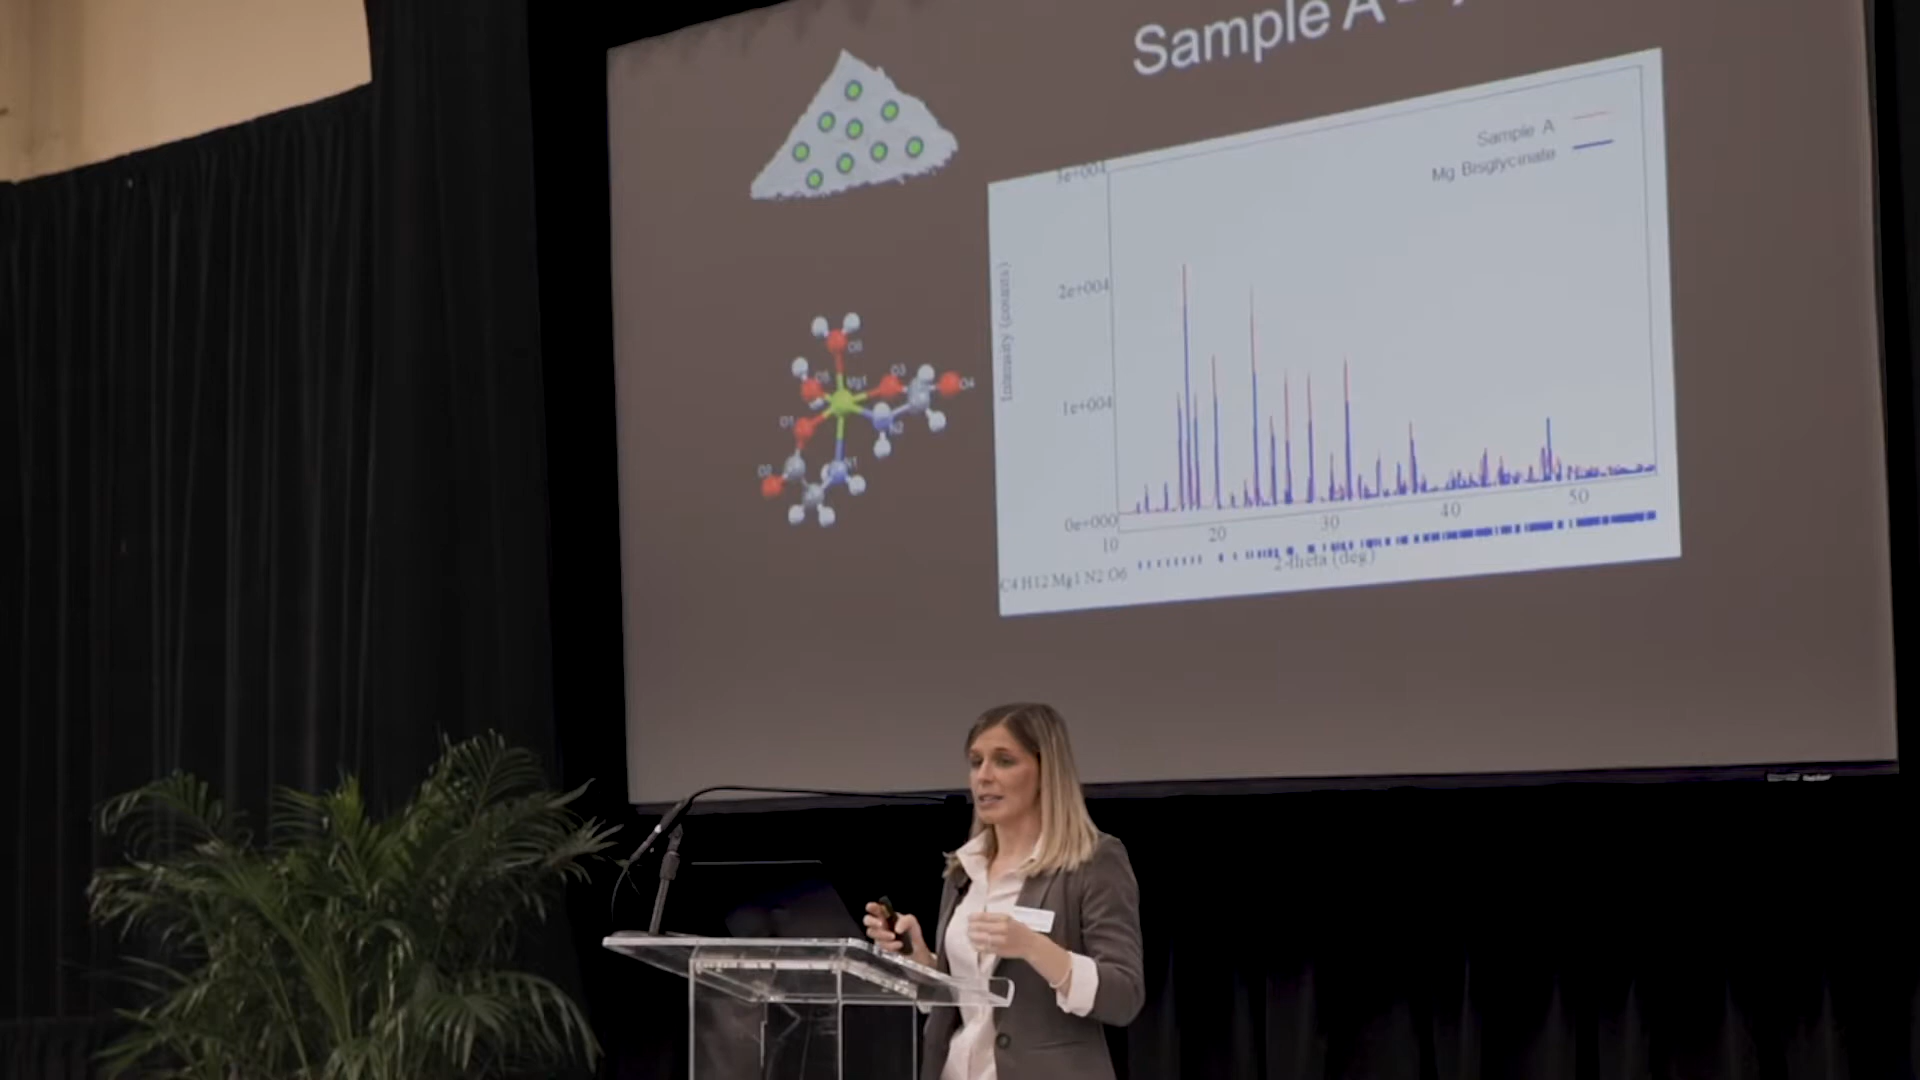 Sample A -
Sample A
Mg Bisglycinate
3e+004
2e+004
1e+004
0e+000
Intensity (counts)
10
20
30
40
50
2-theta (deg)
C4 H12 Mg1 N2 O6
O6
O5
Mg1
O3
O4
O1
N2
O2
N1